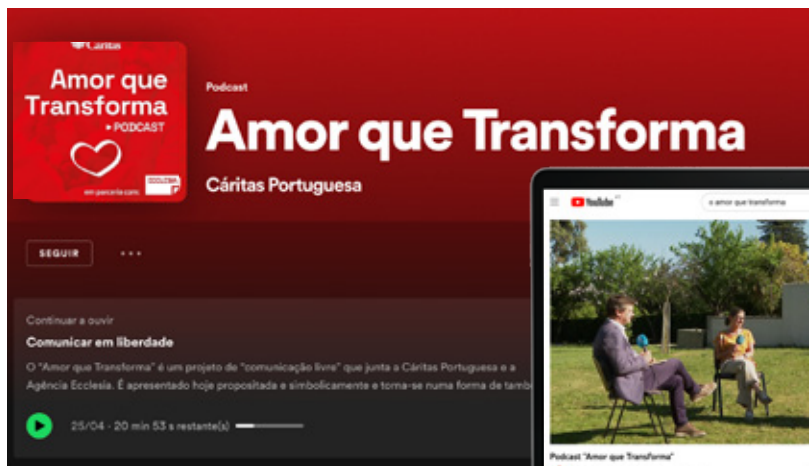 Cáritas
Amor que
Transforma
PODCAST
em parceria com:
ECCLESIA
Podcast
Amor que Transforma
Cáritas Portuguesa
SEGUIR
Continuar a ouvir
Comunicar em liberdade
O "Amor que Transforma" é um projeto de "comunicação livre" que junta a Cáritas Portuguesa e a
Agência Ecclesia. É apresentado hoje propositada e simbolicamente e torna-se numa forma de també
25/04 · 20 min 53 s restante(s)
YouTube
o amor que transforma
Podcast "Amor que Transforma"